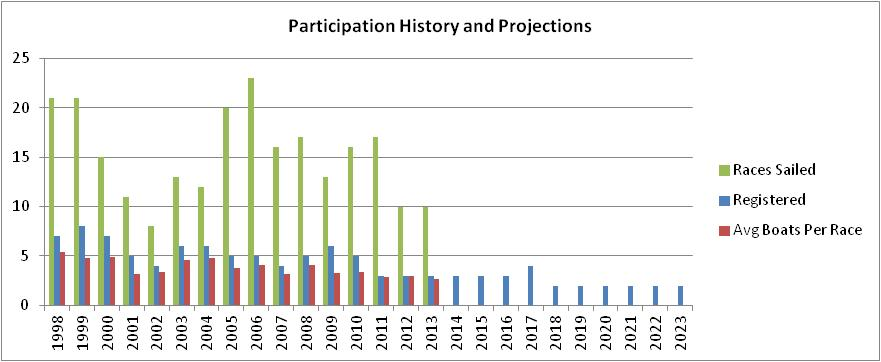 Participation History and Projections
25
20
15
10
5
0
1998 1999 2000 2001 2002 2003 2004 2005 2006 2007 2008 2009 2010 2011 2012 2013 2014 2015 2016 2017 2018 2019 2020 2021 2022 2023
Races Sailed
Registered
Avg Boats Per Race